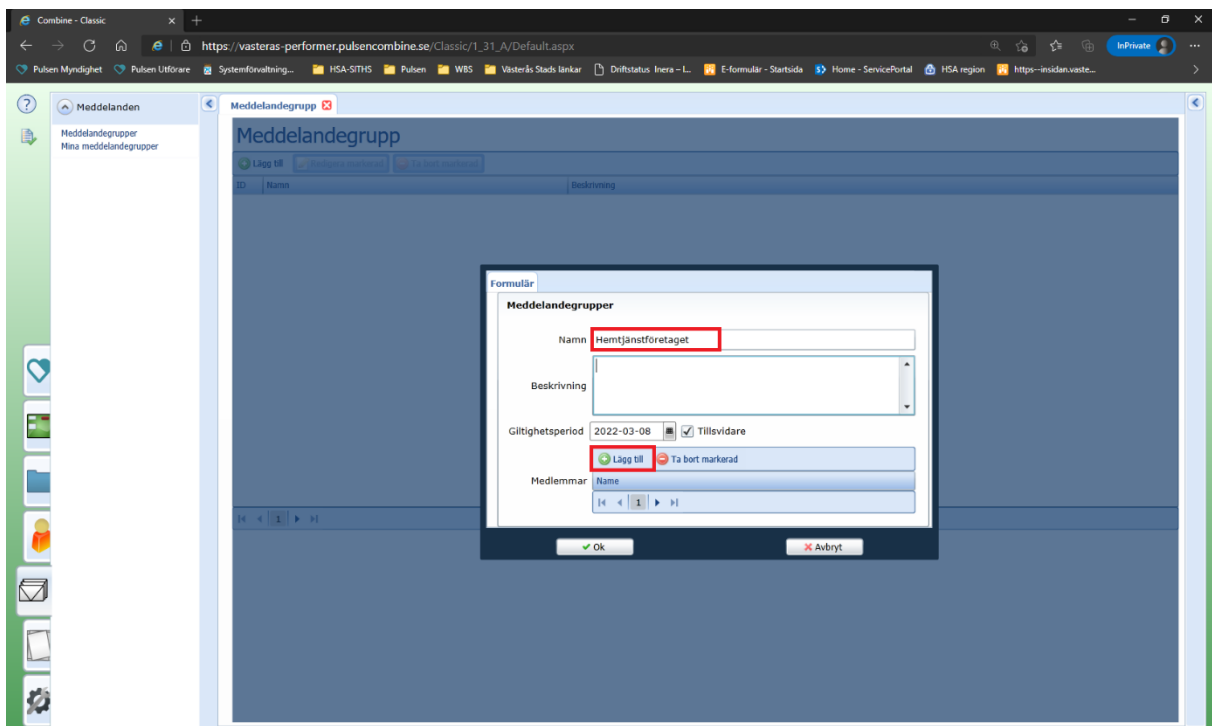 Combine - Classic
https://vasteras-performer.pulsencombine.se/Classic/1_31_A/Default.aspx
InPrivate
Pulsen Myndighet Pulsen Utförare Systemförvaltning... HSA-SITHS Pulsen WBS Västerås Stads länkar Driftstatus Inera – I... E-formulär - Startsida Home - ServicePortal HSA region https--insidan.vaste...
Meddelanden
Meddelandegrupper
Mina meddelandegrupper
Meddelandegrupp
Meddelandegrupp
Lägg till Redigera markerad Ta bort markerad
ID Namn Beskrivning
Formulär
Meddelandegrupper
Namn Hemtjänstföretaget
Beskrivning
Giltighetsperiod 2022-03-08 Tillsvidare
Lägg till Ta bort markerad
Medlemmar Name
1
1
Ok Avbryt